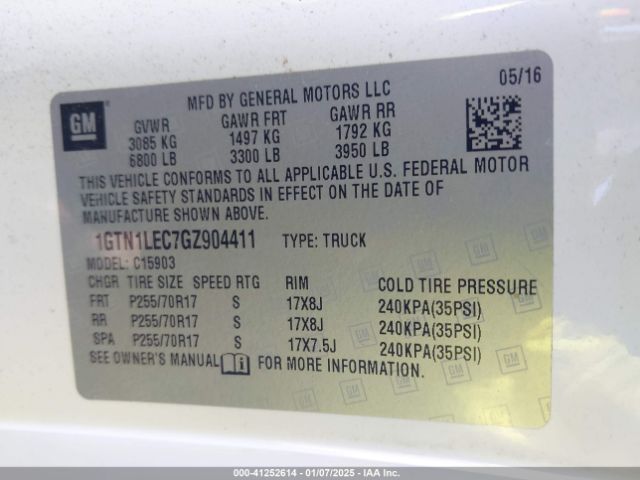 MFD BY GENERAL MOTORS LLC 05/16
GM
GVWR GAWR FRT GAWR RR
3085 KG 1497 KG 1792 KG
6800 LB 3300 LB 3950 LB
THIS VEHICLE CONFORMS TO ALL APPLICABLE U.S. FEDERAL MOTOR
VEHICLE SAFETY STANDARDS IN EFFECT ON THE DATE OF
MANUFACTURE SHOWN ABOVE.
1GTN1LEC7GZ904411 TYPE: TRUCK
MODEL: C15903
CHGR TIRE SIZE SPEED RTG RIM COLD TIRE PRESSURE
FRT P255/70R17 S 17X8J 240KPA(35PSI)
RR P255/70R17 S 17X8J 240KPA(35PSI)
SPA P255/70R17 S 17X7.5J 240KPA(35PSI)
SEE OWNER'S MANUAL i FOR MORE INFORMATION.
000-41252614 - 01/07/2025 - IAA Inc.